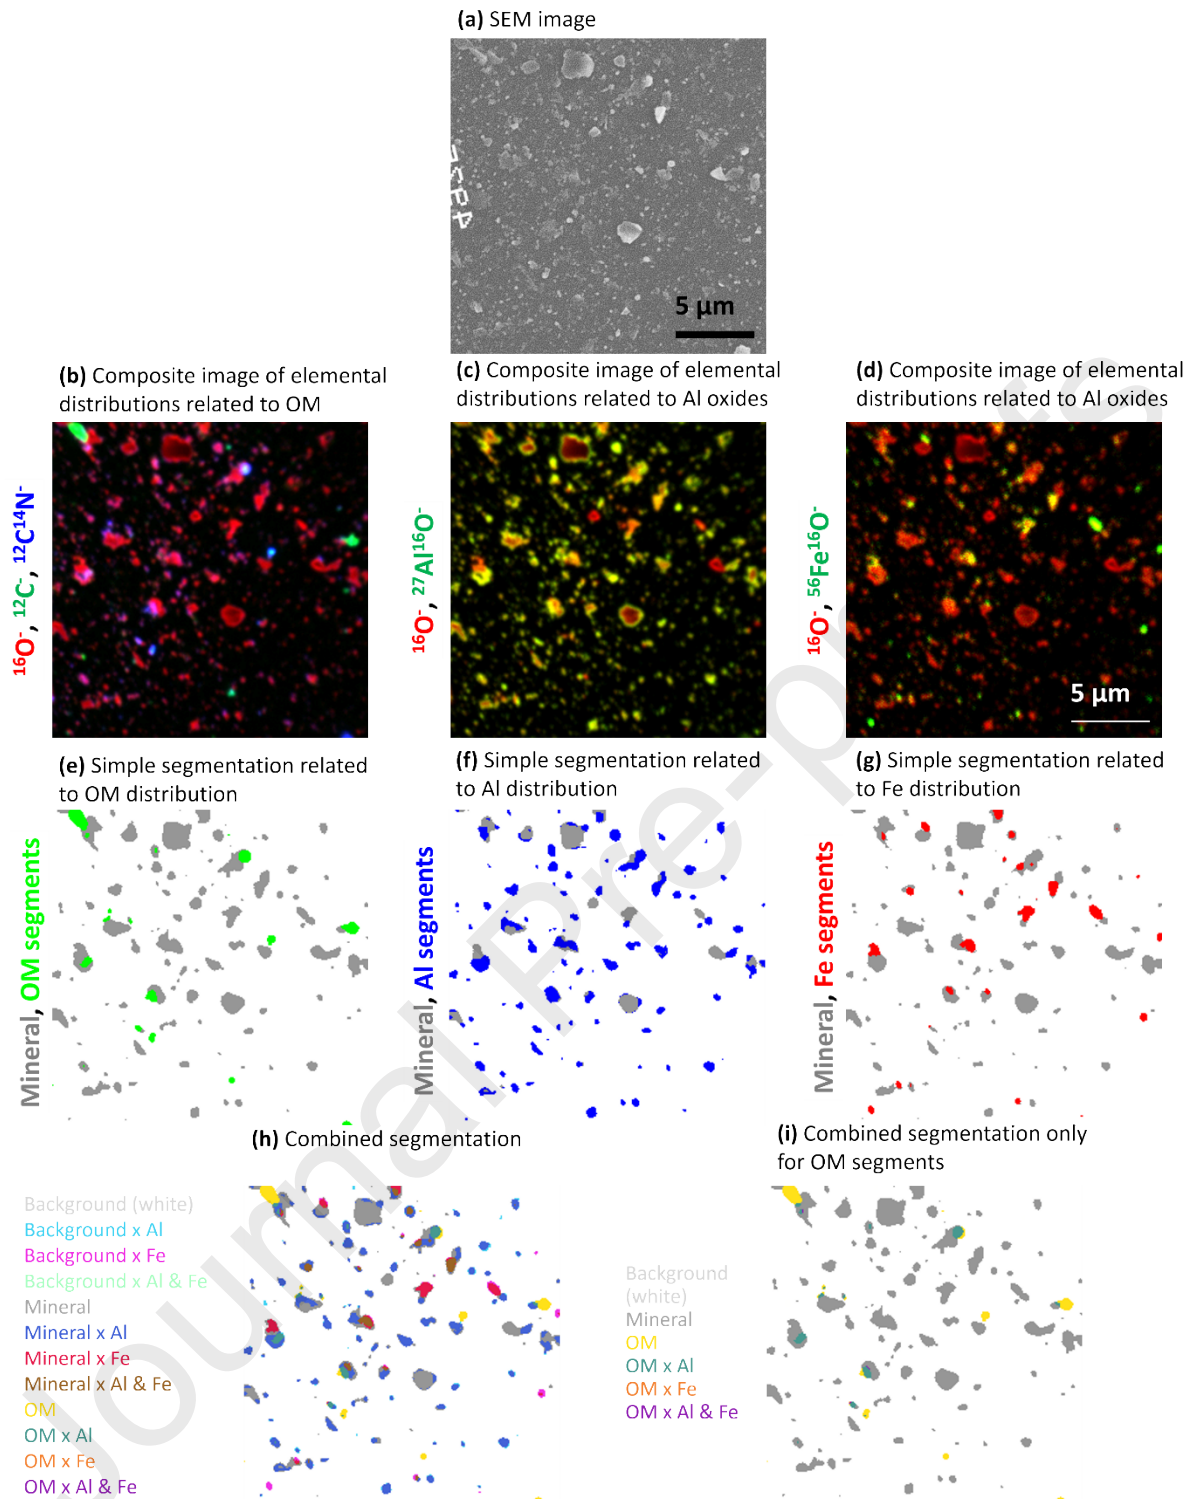 (a) SEM image
4932
5 µm
(b) Composite image of elemental
distributions related to OM
(c) Composite image of elemental
distributions related to Al oxides
(d) Composite image of elemental
distributions related to Al oxides
16O-, 12C-, 12C14N-
16O-, 27Al16O-
16O-, 56Fe16O-
5 µm
(e) Simple segmentation related
to OM distribution
(f) Simple segmentation related
to Al distribution
(g) Simple segmentation related
to Fe distribution
Mineral, OM segments
Mineral, Al segments
Mineral, Fe segments
(h) Combined segmentation
(i) Combined segmentation only
for OM segments
Background (white)
Background x Al
Background x Fe
Background x Al & Fe
Mineral
Mineral x Al
Mineral x Fe
Mineral x Al & Fe
OM
OM x Al
OM x Fe
OM x Al & Fe
Background
(white)
Mineral
OM
OM x Al
OM x Fe
OM x Al & Fe
Journal Pre-proofs